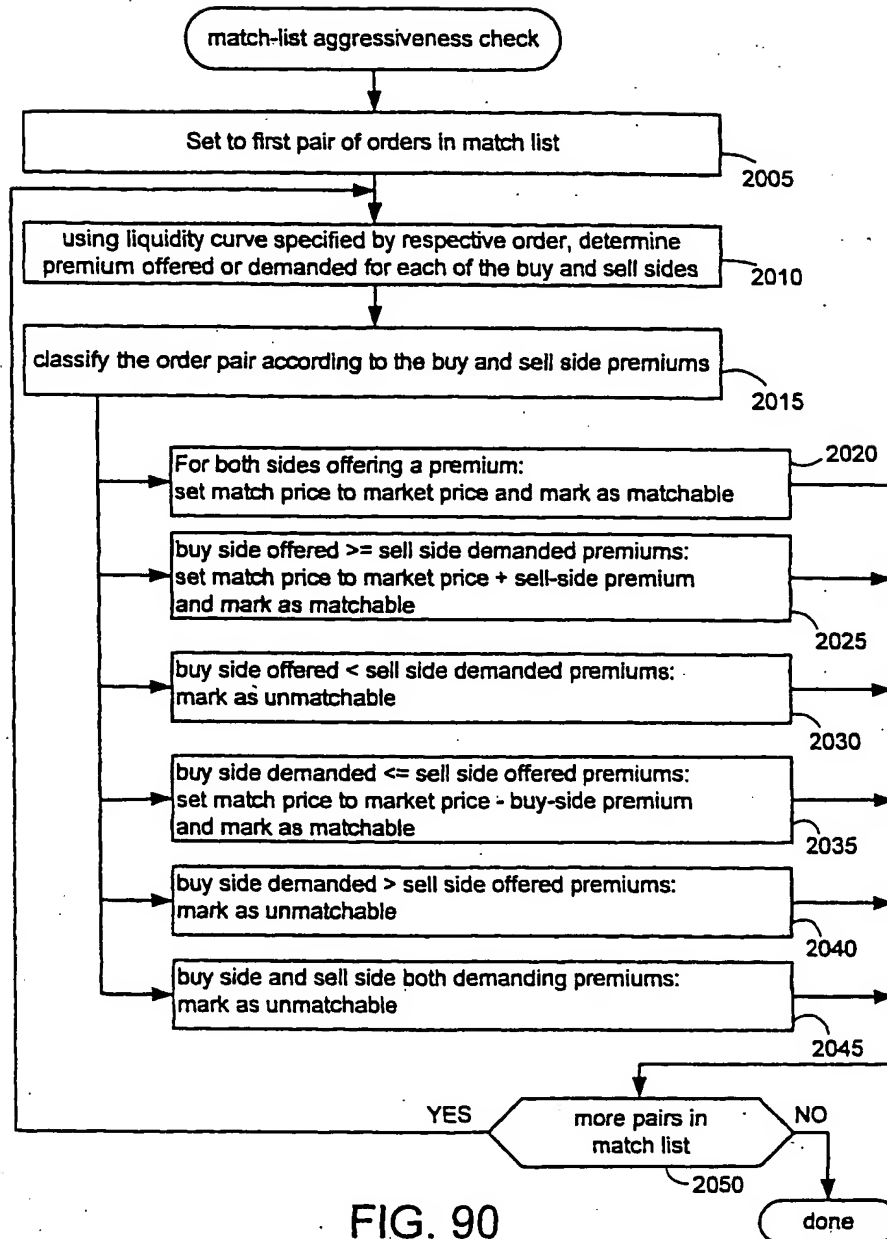 match-list aggressiveness check
Set to first pair of orders in match list
2005
using liquidity curve specified by respective order, determine
premium offered or demanded for each of the buy and sell sides
2010
classify the order pair according to the buy and sell side premiums
2015
For both sides offering a premium:
set match price to market price and mark as matchable
2020
buy side offered >= sell side demanded premiums:
set match price to market price + sell-side premium
and mark as matchable
2025
buy side offered < sell side demanded premiums:
mark as unmatchable
2030
buy side demanded <= sell side offered premiums:
set match price to market price - buy-side premium
and mark as matchable
2035
buy side demanded > sell side offered premiums:
mark as unmatchable
2040
buy side and sell side both demanding premiums:
mark as unmatchable
2045
YES
more pairs in
match list
NO
2050
done
FIG. 90